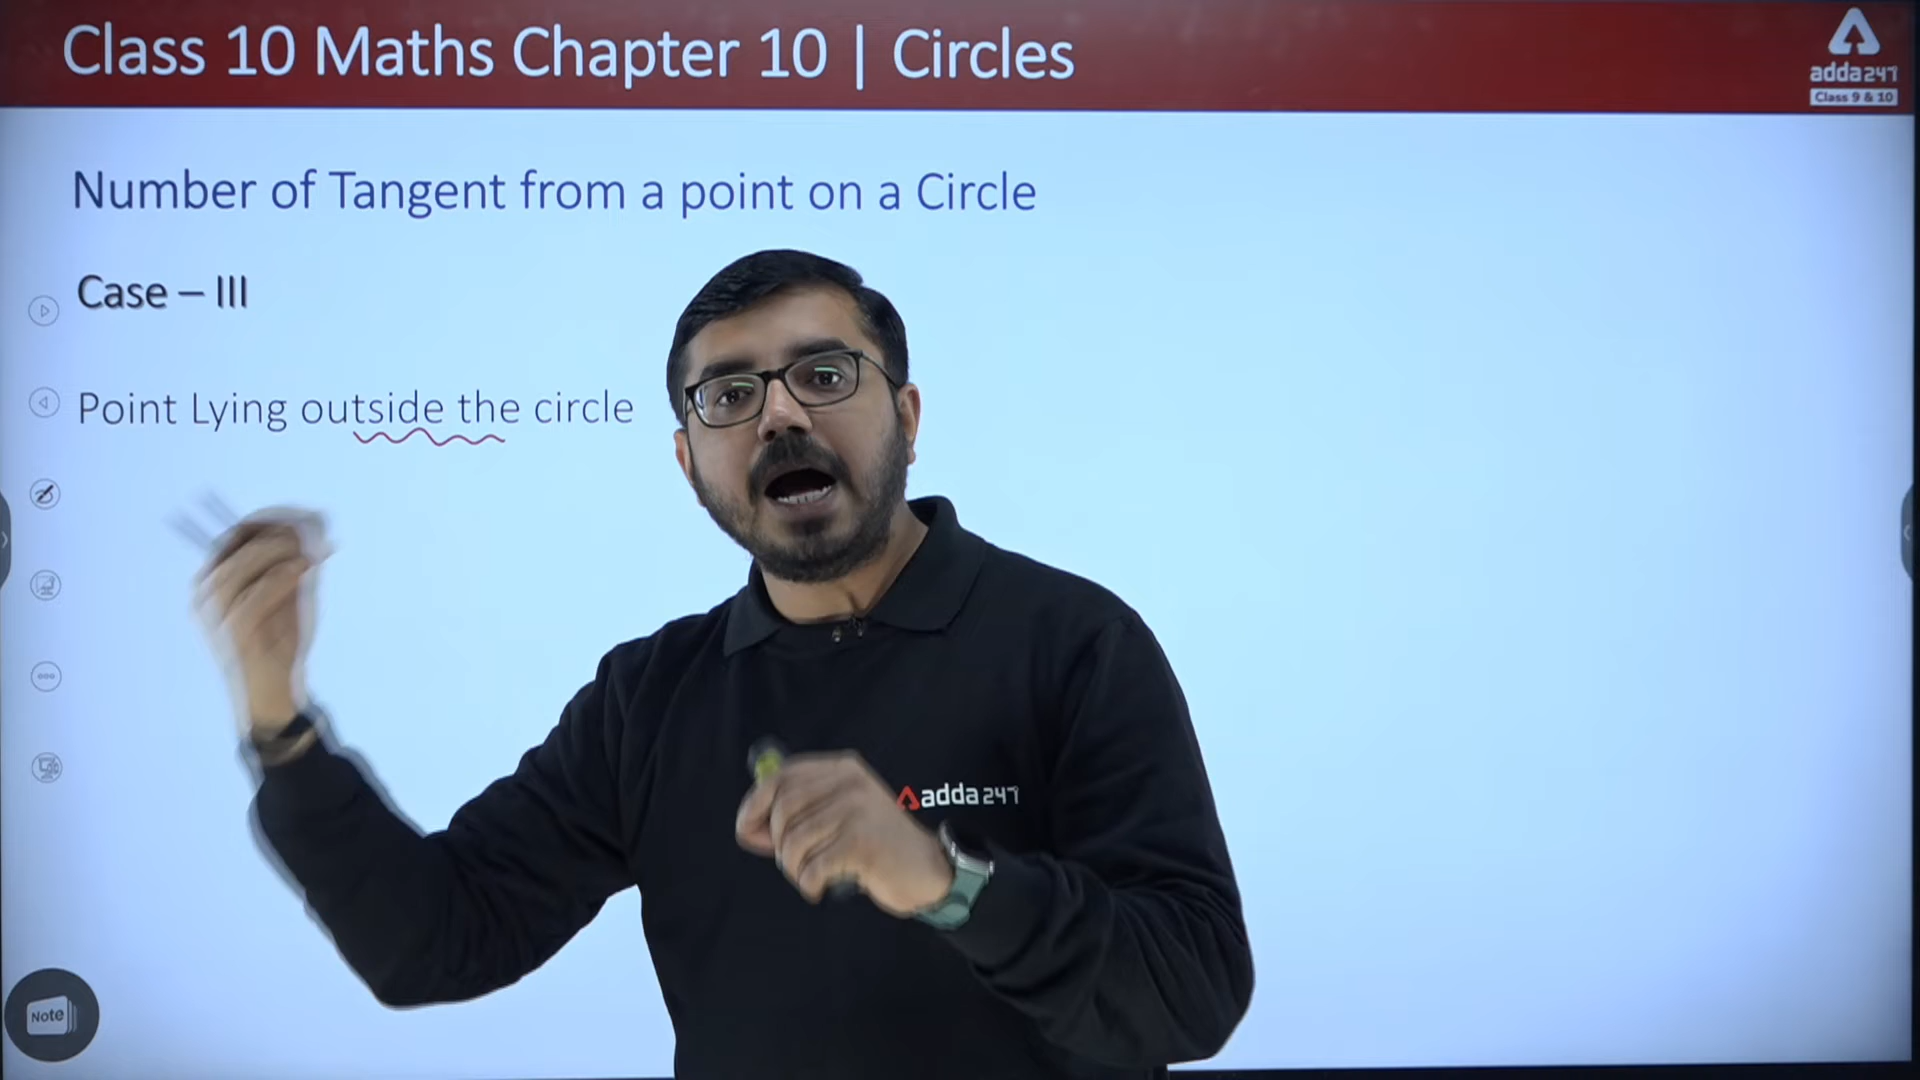 Class 10 Maths Chapter 10 | Circles
adda247
Class 9 & 10
Number of Tangent from a point on a Circle
Case – III
Point Lying outside the circle
adda247
Note